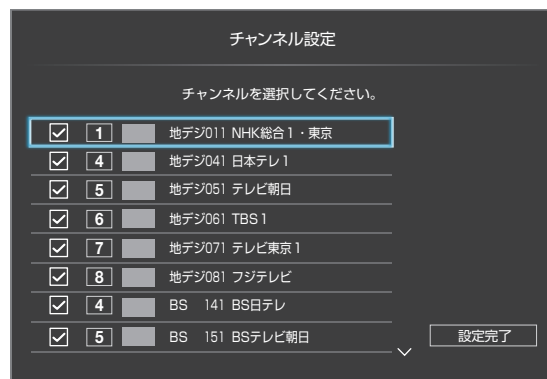 チャンネル設定
チャンネルを選択してください。
1 地デジ011 NHK総合1・東京
4 地デジ041 日本テレ1
5 地デジ051 テレビ朝日
6 地デジ061 TBS1
7 地デジ071 テレビ東京1
8 地デジ081 フジテレビ
4 BS 141 BS日テレ
5 BS 151 BSテレビ朝日
設定完了